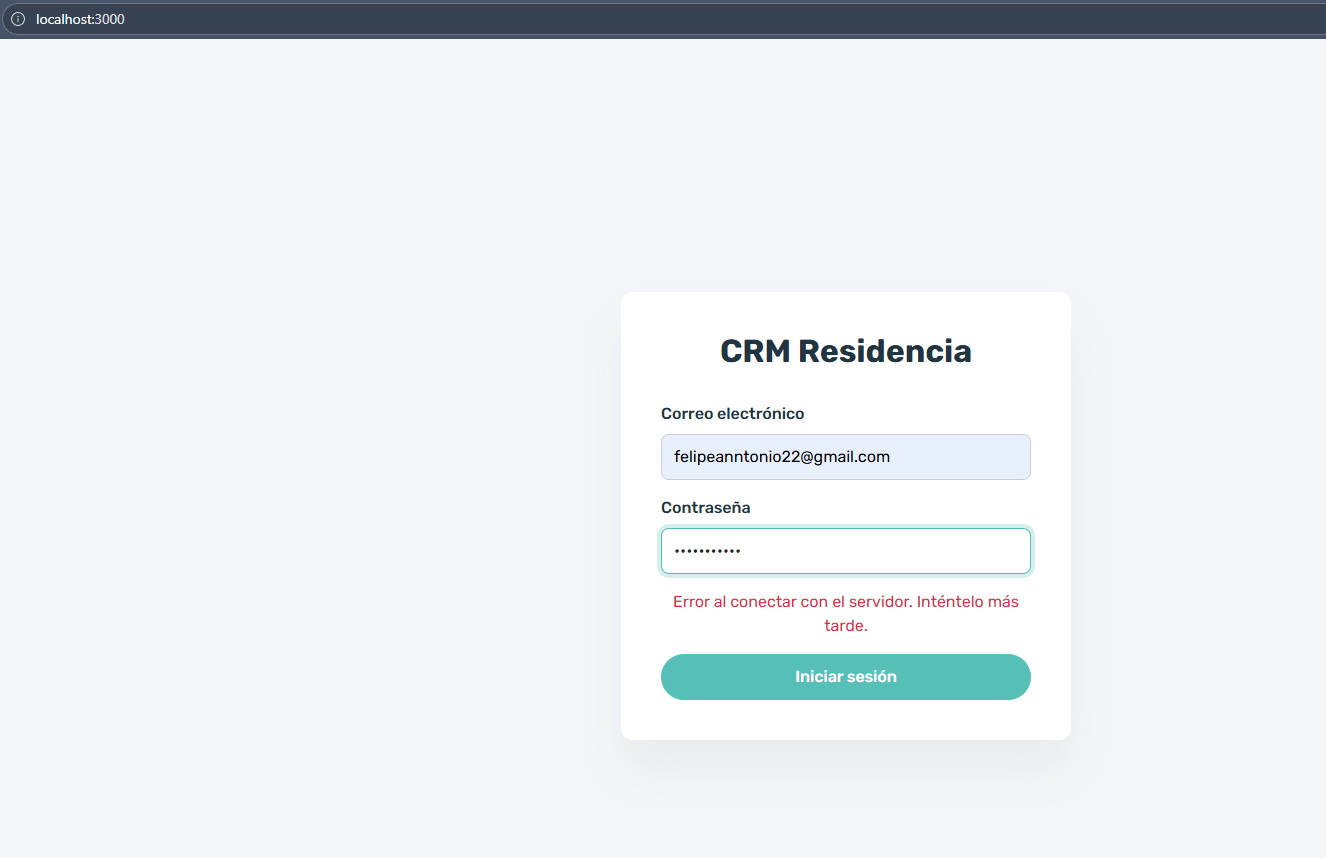 localhost:3000
CRM Residencia
Correo electrónico
felipeanntonio22@gmail.com
Contraseña
•••••••••••
Error al conectar con el servidor. Inténtelo más
tarde.
Iniciar sesión